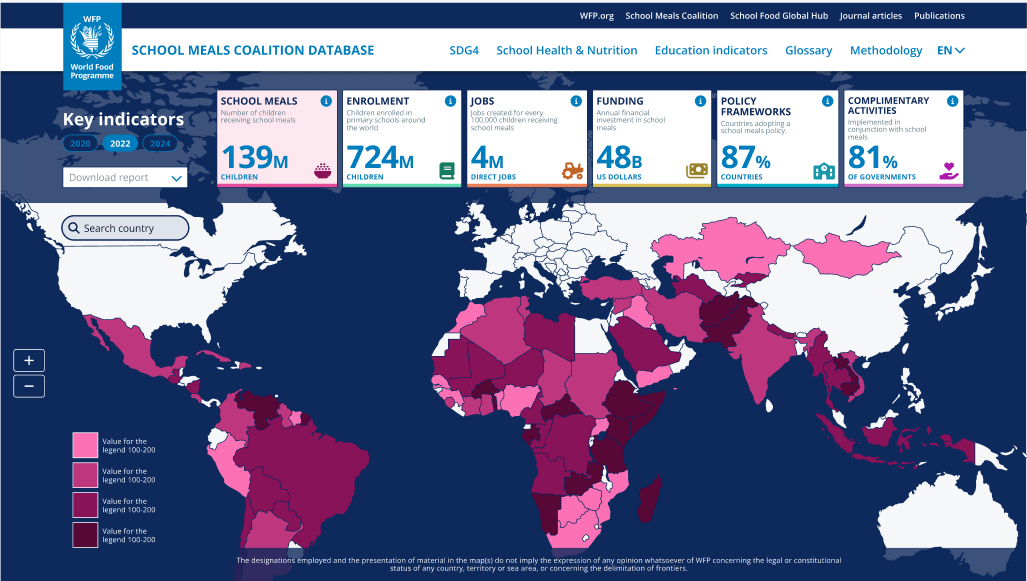 WFP.org School Meals Coalition School Food Global Hub Journal articles Publications
WFP
World Food
Programme
SCHOOL MEALS COALITION DATABASE
SDG4 School Health & Nutrition Education indicators Glossary Methodology EN
Key indicators
2020 2022 2024
Download report
SCHOOL MEALS
Number of children
receiving school meals
139M
CHILDREN
ENROLMENT
Children enrolled in
primary schools around
the world
724M
CHILDREN
JOBS
Jobs created for every
100,000 children receiving
school meals
4M
DIRECT JOBS
FUNDING
Annual financial
investment in school
meals
48B
US DOLLARS
POLICY
FRAMEWORKS
Countries adopting a
school meals policy.
87%
COUNTRIES
COMPLIMENTARY
ACTIVITIES
Implemented in
conjunction with school
meals
81%
OF GOVERNMENTS
Search country
+
−
Value for the
legend 100-200
Value for the
legend 100-200
Value for the
legend 100-200
Value for the
legend 100-200
The designations employed and the presentation of material in the map(s) do not imply the expression of any opinion whatsoever of WFP concerning the legal or constitutional
status of any country, territory or sea area, or concerning the delimitation of frontiers.